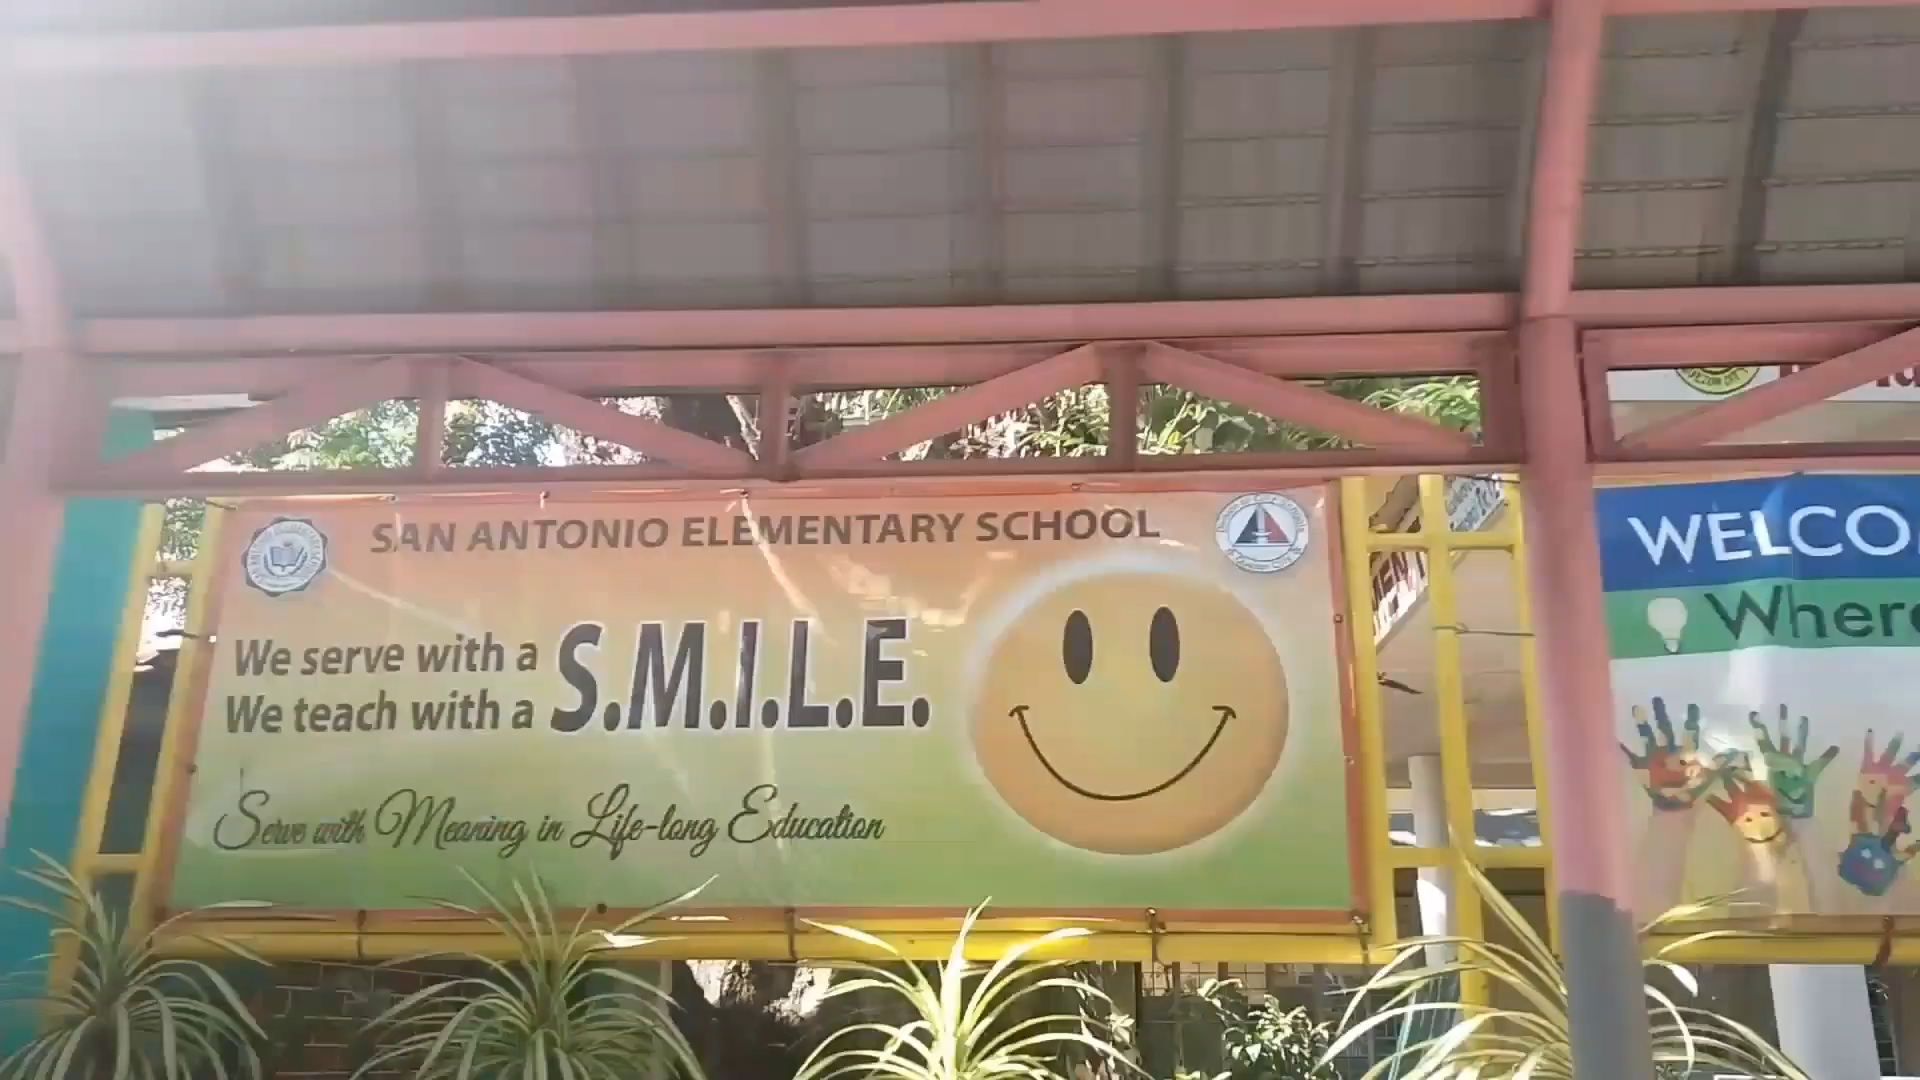 SAN ANTONIO ELEMENTARY SCHOOL
We serve with a
We teach with a
S.M.I.L.E.
Serve with Meaning in Life-long Education
WELCO
Where